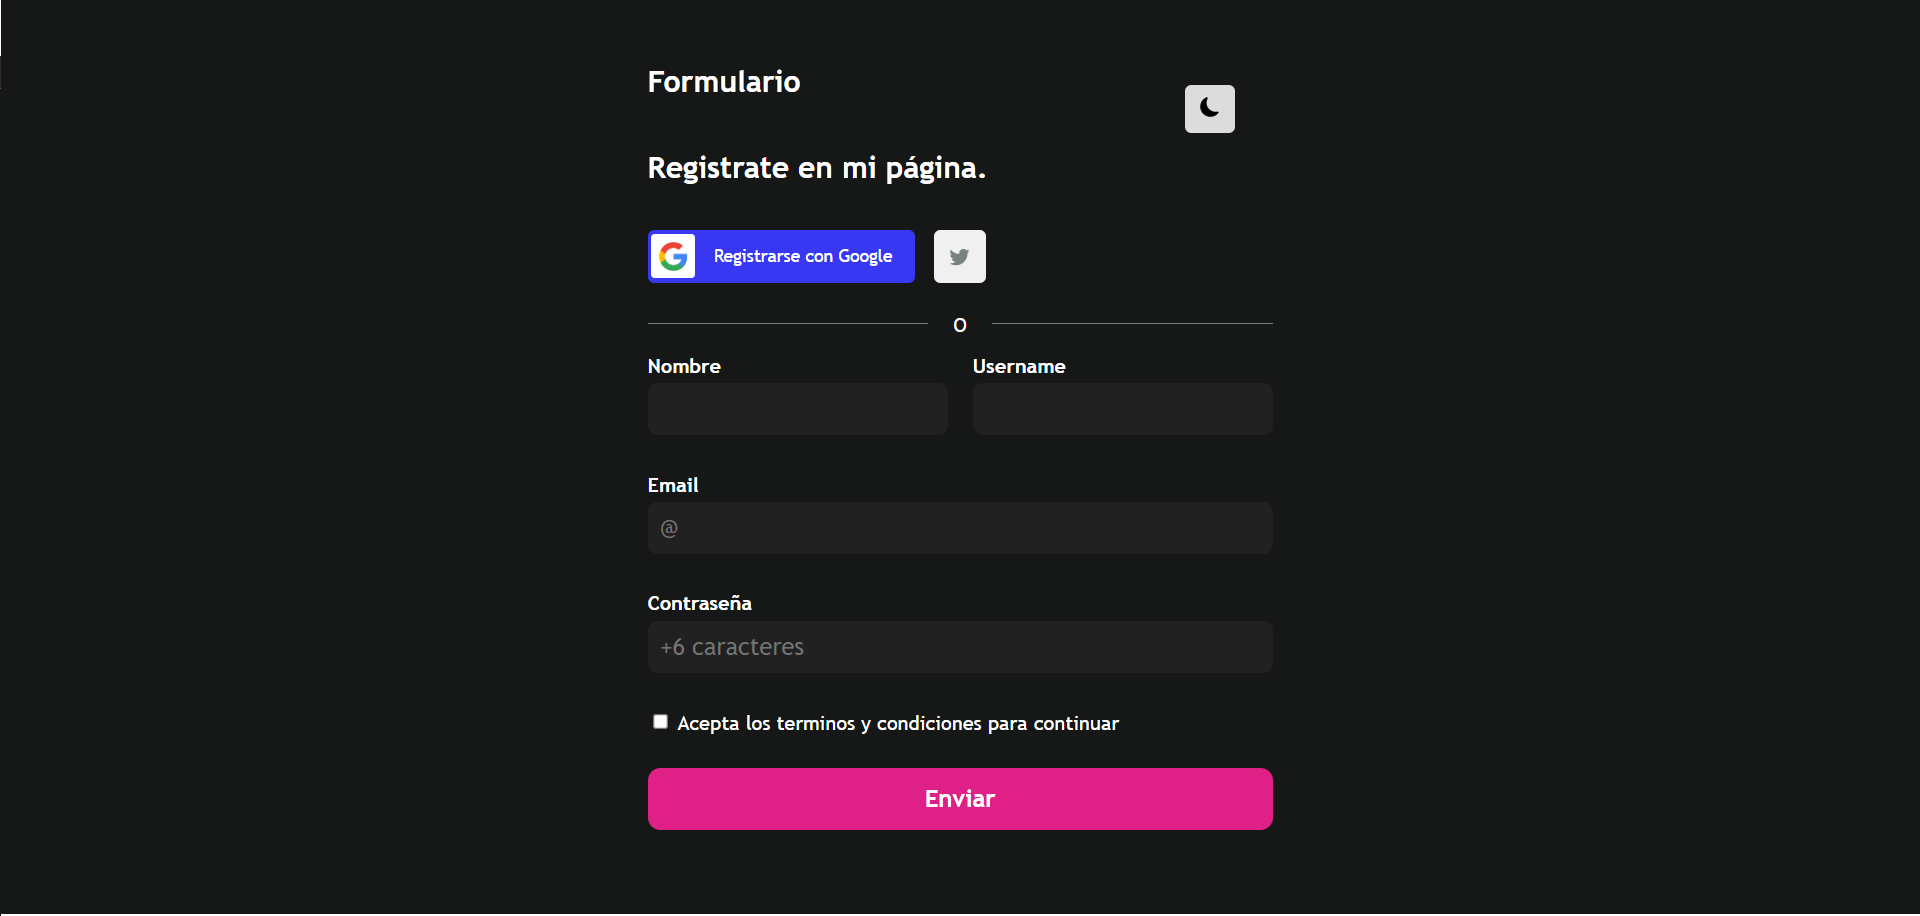 Formulario
Registrate en mi página.
Registrarse con Google
O
Nombre
Username
Email
@
Contraseña
+6 caracteres
Acepta los terminos y condiciones para continuar
Enviar